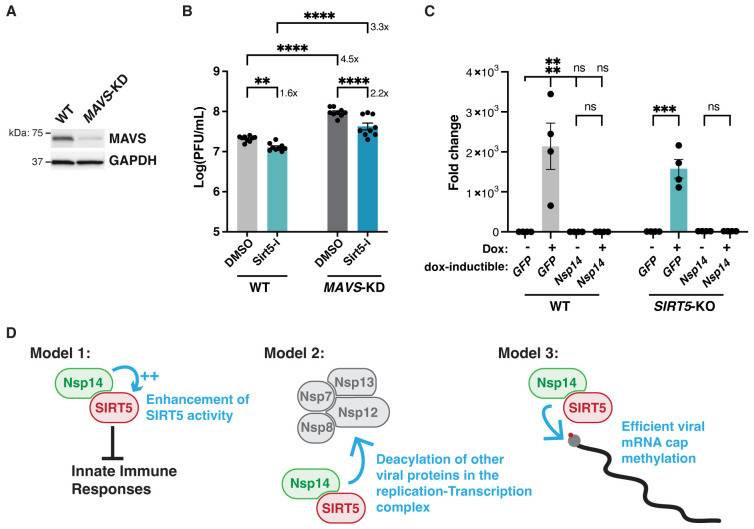 A
WT
MAVS-KD
kDa: 75
MAVS
37
GAPDH
B
****
3.3x
****
4.5x
**
1.6x
****
2.2x
Log(PFU/mL)
9
8
7
6
5
DMSO
Sirt5-I
DMSO
Sirt5-I
WT
MAVS-KD
C
**
**
ns
ns
ns
***
ns
Fold change
4×10³
3×10³
2×10³
1×10³
0
Dox: - + - + - + - +
dox-inductible: GFP GFP Nsp14 Nsp14 GFP GFP Nsp14 Nsp14
WT
SIRT5-KO
D
Model 1:
Nsp14
++
SIRT5
Enhancement of
SIRT5 activity
Innate Immune
Responses
Model 2:
Nsp13
Nsp7
Nsp12
Nsp8
Nsp14
SIRT5
Deacylation of other
viral proteins in the
replication-Transcription
complex
Model 3:
Nsp14
SIRT5
Efficient viral
mRNA cap
methylation